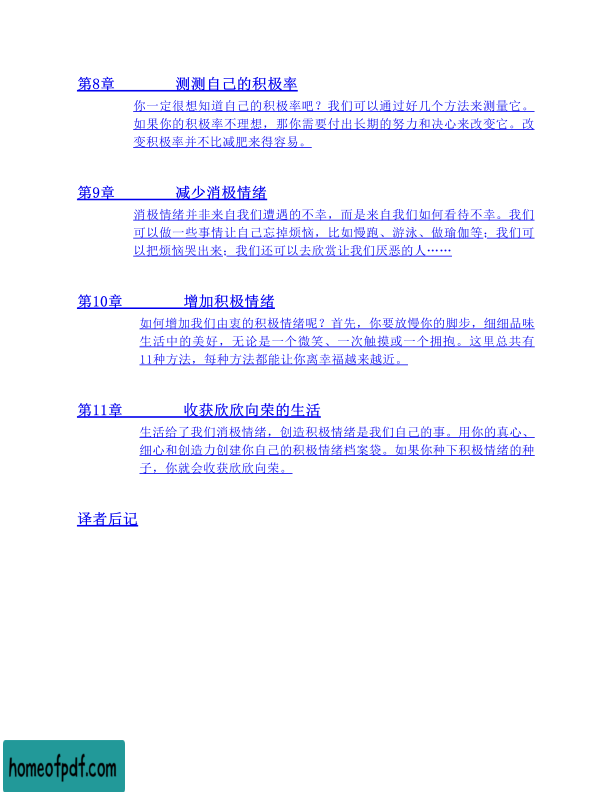 第8章 测测自己的积极率
你一定很想知道自己的积极率吧？我们可以通过好几个方法来测量它。
如果你的积极率不理想，那你需要付出长期的努力和决心来改变它。改
变积极率并不比减肥来得容易。
第9章 减少消极情绪
消极情绪并非来自我们遭遇的不幸，而是来自我们如何看待不幸。我们
可以做一些事情让自己忘掉烦恼，比如慢跑、游泳、做瑜伽等；我们可
以把烦恼哭出来；我们还可以去欣赏让我们厌恶的人……
第10章 增加积极情绪
如何增加我们由衷的积极情绪呢？首先，你要放慢你的脚步，细细品味
生活中的美好，无论是一个微笑、一次触摸或一个拥抱。这里总共有
11种方法，每种方法都能让你离幸福越来越近。
第11章 收获欣欣向荣的生活
生活给了我们消极情绪，创造积极情绪是我们自己的事。用你的真心、
细心和创造力创建你自己的积极情绪档案袋。如果你种下积极情绪的种
子，你就会收获欣欣向荣。
译者后记
homeofpdf.com